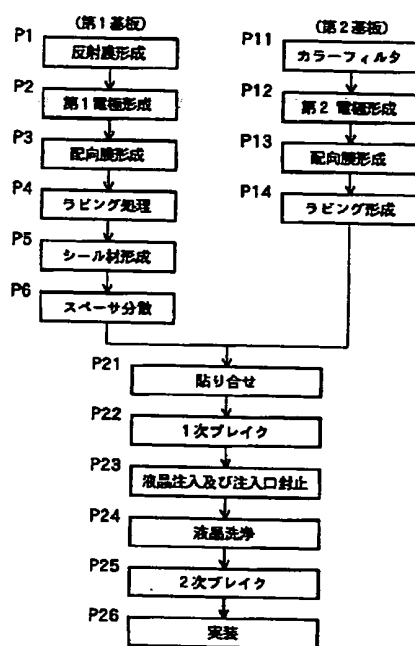 (第1基板)
P1
反射膜形成
P2
第1電極形成
P3
配向膜形成
P4
ラビング処理
P5
シール材形成
P6
スペーサ分散
(第2基板)
P11
カラーフィルタ
P12
第2電極形成
P13
配向膜形成
P14
ラビング形成
P21
貼り合せ
P22
1次ブレイク
P23
液晶注入及び注入口封止
P24
液晶洗浄
P25
2次ブレイク
P26
実装